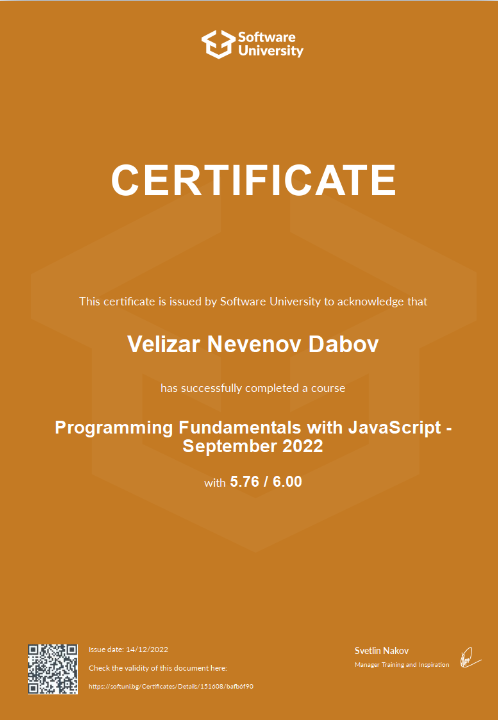 Software
University
CERTIFICATE
This certificate is issued by Software University to acknowledge that
Velizar Nevenov Dabov
has successfully completed a course
Programming Fundamentals with JavaScript -
September 2022
with 5.76 / 6.00
Issue date: 14/12/2022
Check the validity of this document here:
https://softuni.bg/Certificates/Details/151608/bafb6f90
Svetlin Nakov
Manager Training and Inspiration